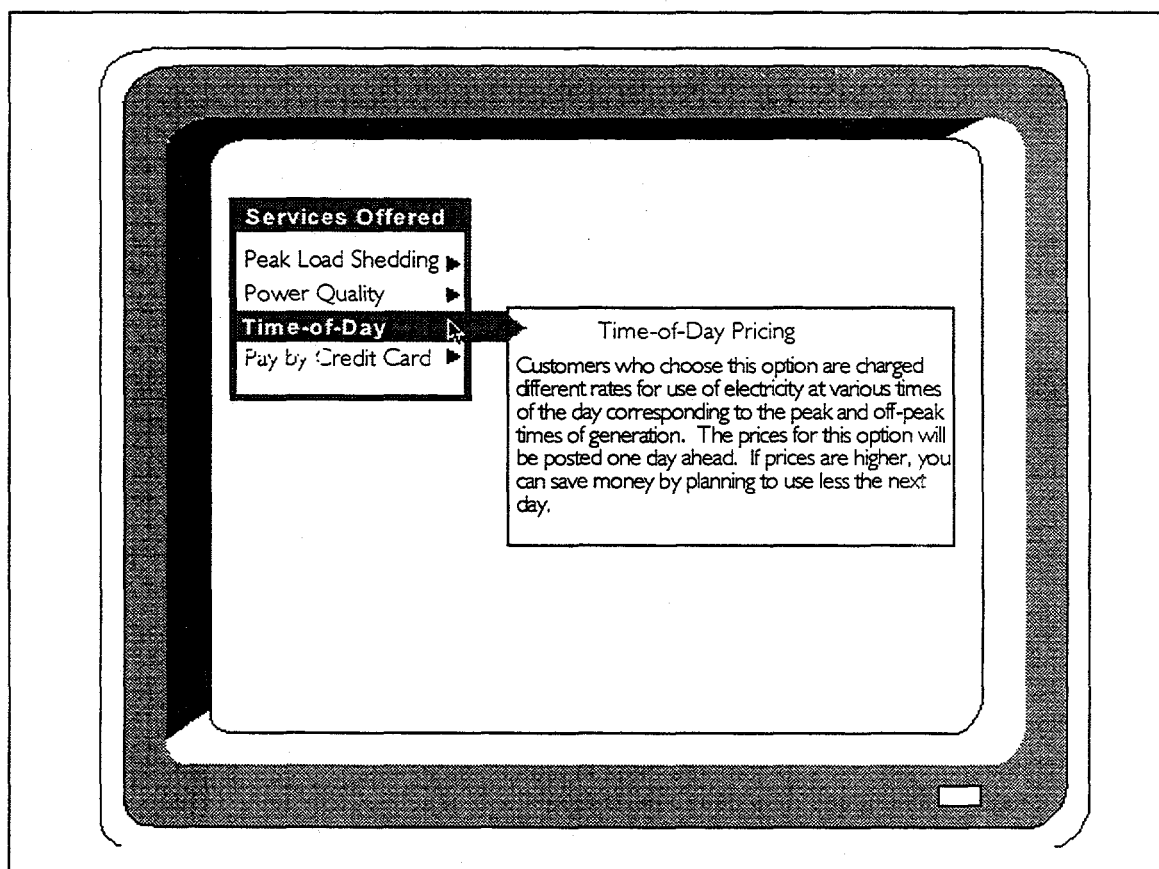 Services Offered
Peak Load Shedding
Power Quality
Time-of-Day
Pay by Credit Card
Time-of-Day Pricing
Customers who choose this option are charged
different rates for use of electricity at various times
of the day corresponding to the peak and off-peak
times of generation. The prices for this option will
be posted one day ahead. If prices are higher, you
can save money by planning to use less the next
day.